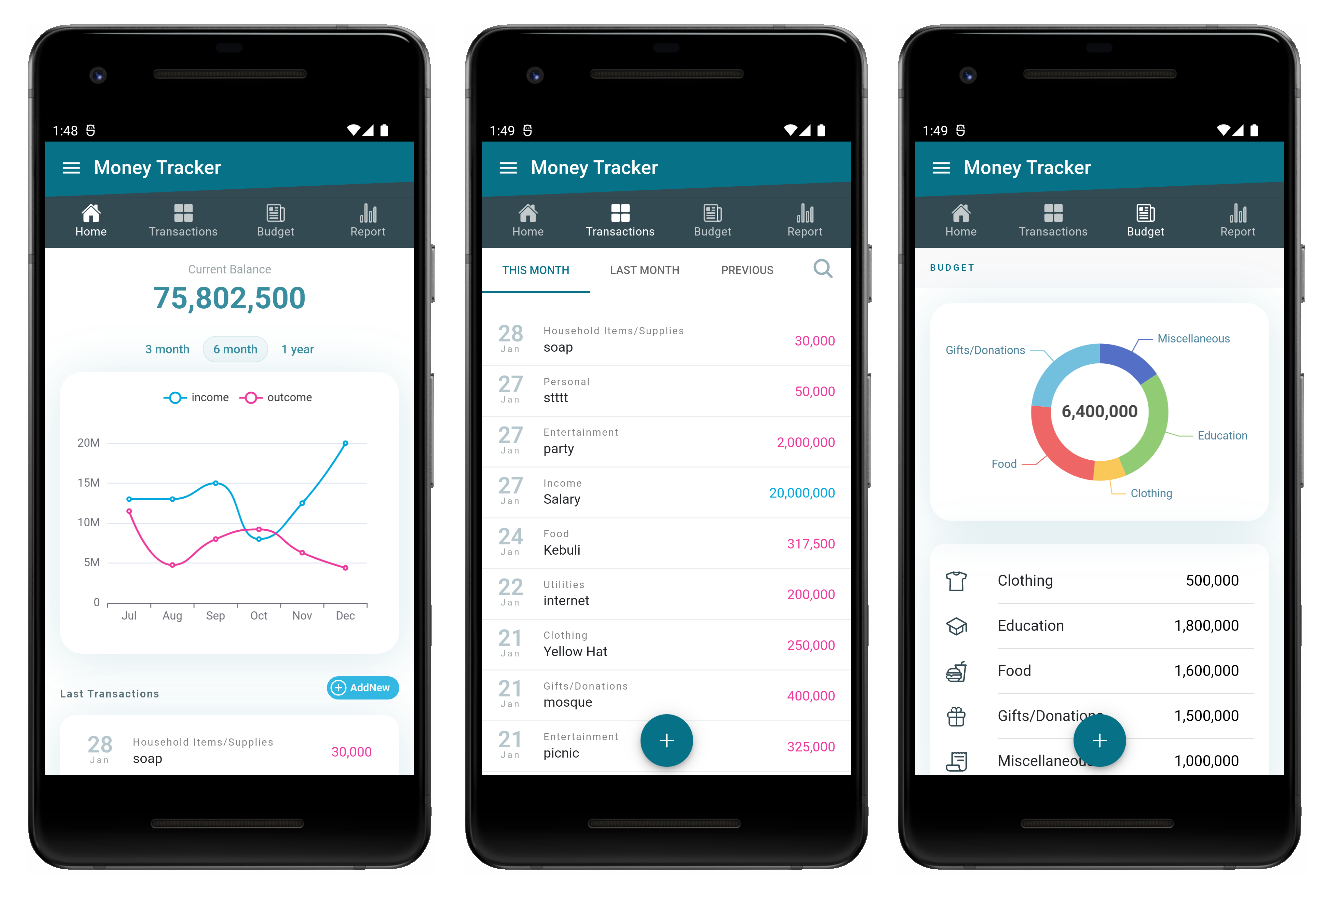 1:48
Money Tracker
Home Transactions Budget Report
Current Balance
75,802,500
3 month 6 month 1 year
income outcome
20M
15M
10M
5M
0
Jul Aug Sep Oct Nov Dec
Last Transactions
AddNew
28 Household Items/Supplies
Jan soap 30,000
1:49
Money Tracker
Home Transactions Budget Report
THIS MONTH LAST MONTH PREVIOUS
28 Household Items/Supplies
Jan soap 30,000
27 Personal
Jan stttt 50,000
27 Entertainment
Jan party 2,000,000
27 Income
Jan Salary 20,000,000
24 Food
Jan Kebuli 317,500
22 Utilities
Jan internet 200,000
21 Clothing
Jan Yellow Hat 250,000
21 Gifts/Donations
Jan mosque 400,000
21 Entertainment
Jan picnic 325,000
1:49
Money Tracker
Home Transactions Budget Report
BUDGET
Miscellaneous
Gifts/Donations
6,400,000
Education
Food
Clothing
Clothing 500,000
Education 1,800,000
Food 1,600,000
Gifts/Donations 1,500,000
Miscellaneous 1,000,000